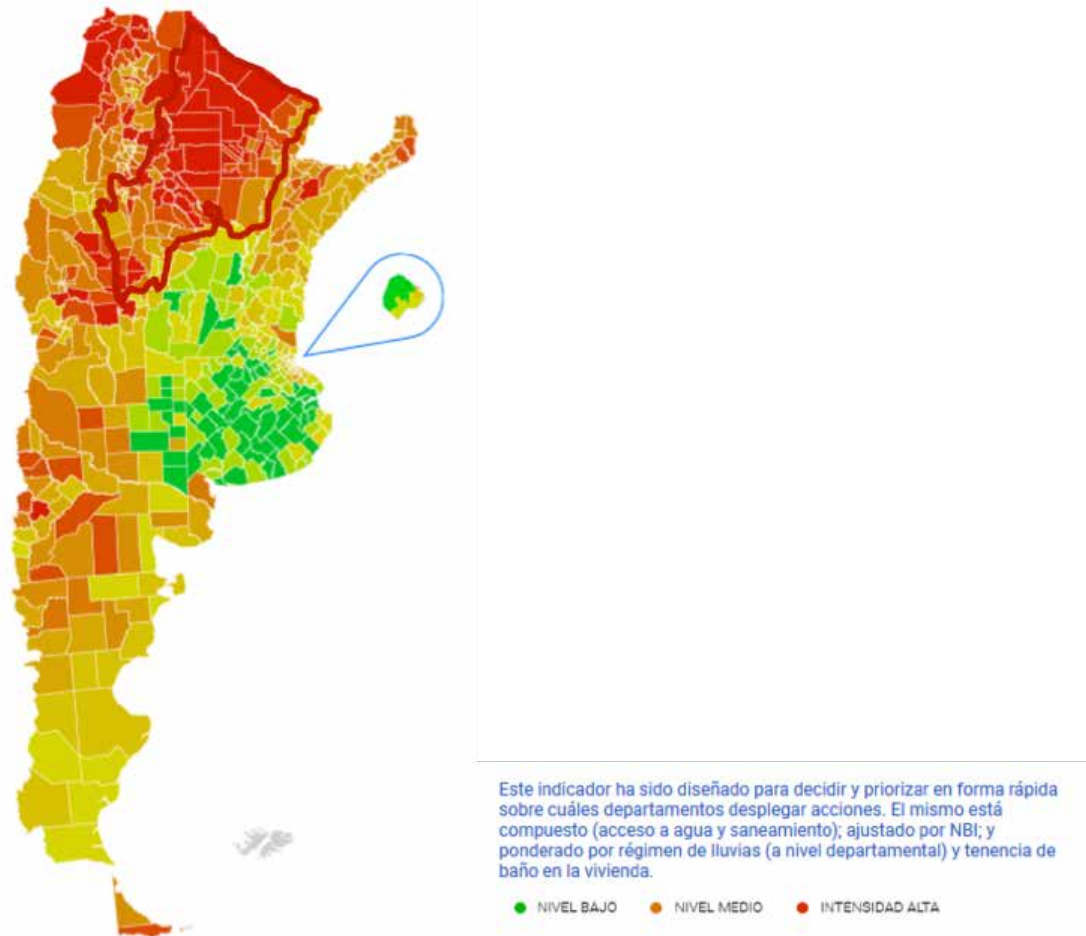 Este indicador ha sido diseñado para decidir y priorizar en forma rápida
sobre cuáles departamentos desplegar acciones. El mismo está
compuesto (acceso a agua y saneamiento); ajustado por NBI; y
ponderado por régimen de lluvias (a nivel departamental) y tenencia de
baño en la vivienda.
NIVEL BAJO NIVEL MEDIO INTENSIDAD ALTA